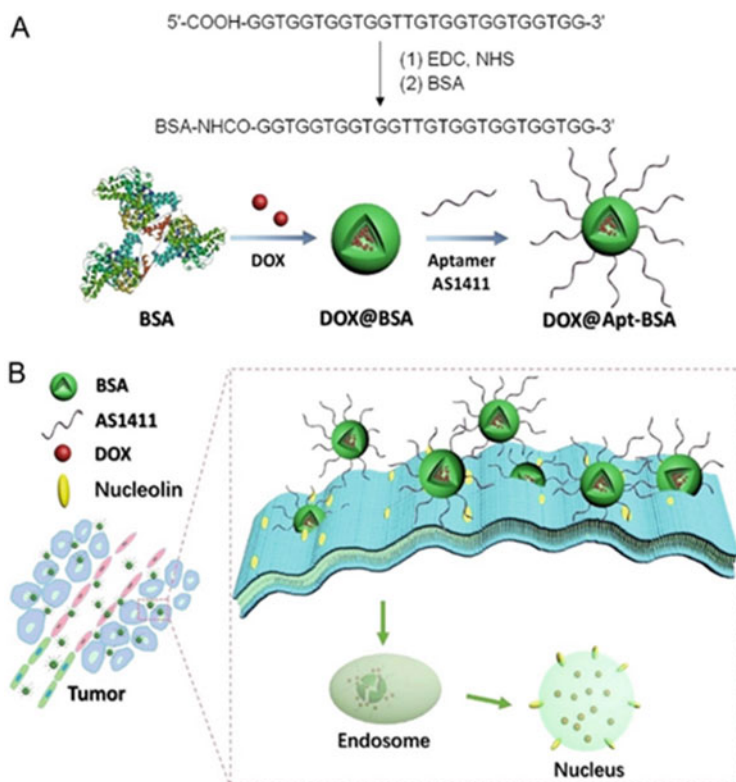 A
5'-COOH-GGTGGTGGTGGTTGTGGTGGTGGTGG-3'
(1) EDC, NHS
(2) BSA
BSA-NHCO-GGTGGTGGTGGTTGTGGTGGTGGTGG-3'
BSA
DOX
DOX@BSA
Aptamer
AS1411
DOX@Apt-BSA
B
BSA
AS1411
DOX
Nucleolin
Tumor
Endosome
Nucleus